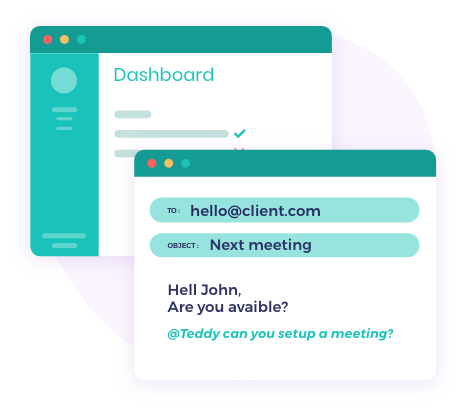 Dashboard
TO: hello@client.com
OBJECT: Next meeting
Hell John,
Are you avaible?
@Teddy can you setup a meeting?